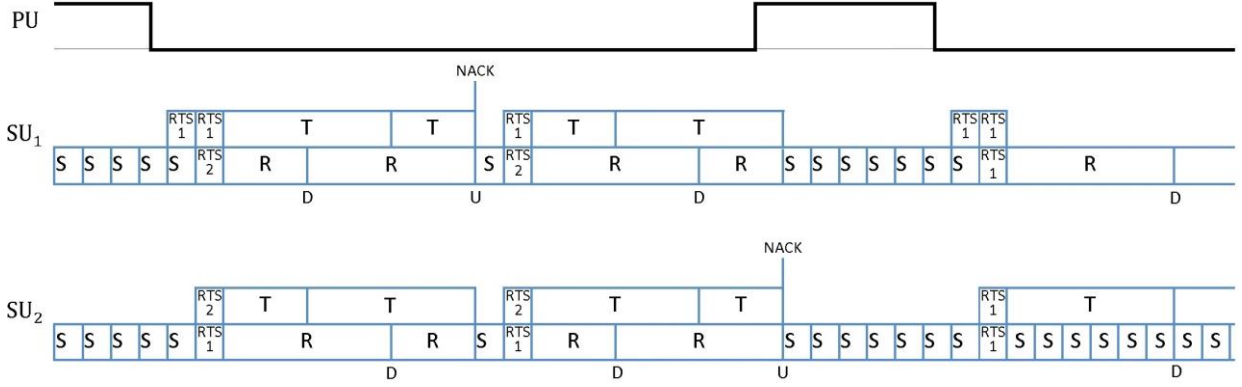 PU
NACK
RTS 1 RTS 1 T T RTS 1 T T RTS 1 RTS 1
SU₁
S S S S S RTS 2 R R S RTS 2 R R S S S S S S S RTS 1 R
D U D D
NACK
RTS 2 T T RTS 2 T T RTS 1 T
SU₂
S S S S S RTS 1 R R S RTS 1 R R S S S S S S S RTS 1 S S S S S S S S
D D U D